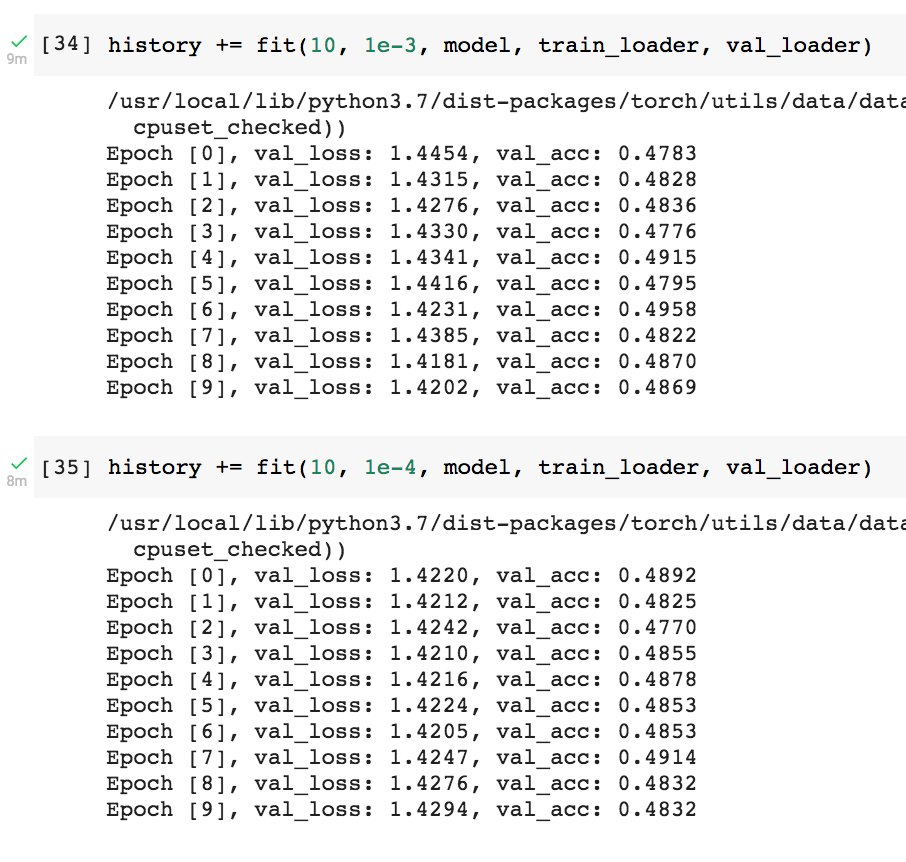 [34] history += fit(10, 1e-3, model, train_loader, val_loader)
9m
/usr/local/lib/python3.7/dist-packages/torch/utils/data/data
cpuset_checked))
Epoch [0], val_loss: 1.4454, val_acc: 0.4783
Epoch [1], val_loss: 1.4315, val_acc: 0.4828
Epoch [2], val_loss: 1.4276, val_acc: 0.4836
Epoch [3], val_loss: 1.4330, val_acc: 0.4776
Epoch [4], val_loss: 1.4341, val_acc: 0.4915
Epoch [5], val_loss: 1.4416, val_acc: 0.4795
Epoch [6], val_loss: 1.4231, val_acc: 0.4958
Epoch [7], val_loss: 1.4385, val_acc: 0.4822
Epoch [8], val_loss: 1.4181, val_acc: 0.4870
Epoch [9], val_loss: 1.4202, val_acc: 0.4869
[35] history += fit(10, 1e-4, model, train_loader, val_loader)
8m
/usr/local/lib/python3.7/dist-packages/torch/utils/data/data
cpuset_checked))
Epoch [0], val_loss: 1.4220, val_acc: 0.4892
Epoch [1], val_loss: 1.4212, val_acc: 0.4825
Epoch [2], val_loss: 1.4242, val_acc: 0.4770
Epoch [3], val_loss: 1.4210, val_acc: 0.4855
Epoch [4], val_loss: 1.4216, val_acc: 0.4878
Epoch [5], val_loss: 1.4224, val_acc: 0.4853
Epoch [6], val_loss: 1.4205, val_acc: 0.4853
Epoch [7], val_loss: 1.4247, val_acc: 0.4914
Epoch [8], val_loss: 1.4276, val_acc: 0.4832
Epoch [9], val_loss: 1.4294, val_acc: 0.4832